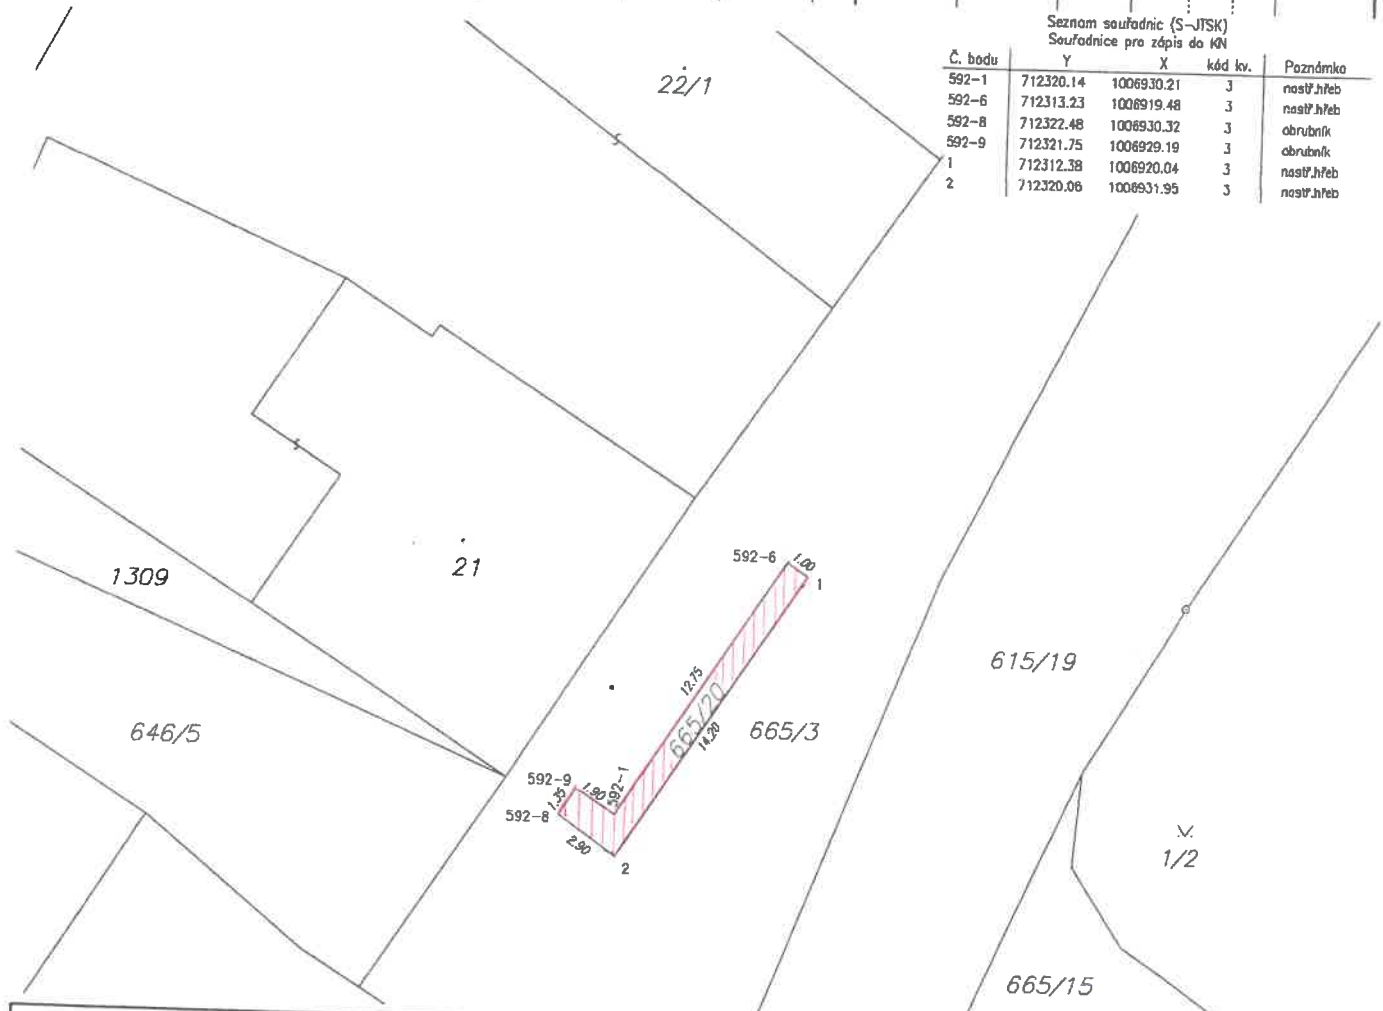 Seznam souřadnic (S-JTSK)
Souřadnice pro zápis do KN
Č. bodu Y X kód kv. Poznámka
592-1 712320.14 1006930.21 3 nastř.hřeb
592-6 712313.23 1006919.48 3 nastř.hřeb
592-8 712322.48 1006930.32 3 obrubník
592-9 712321.75 1006929.19 3 obrubník
1 712312.38 1006920.04 3 nastř.hřeb
2 712320.06 1006931.95 3 nastř.hřeb
22/1
592-6
1.00
1
1309
21
615/19
12.75
665/20
14.20
665/3
646/5
592-9
1.90
592-1
1.35
592-8
2.90
2
1/2
665/15